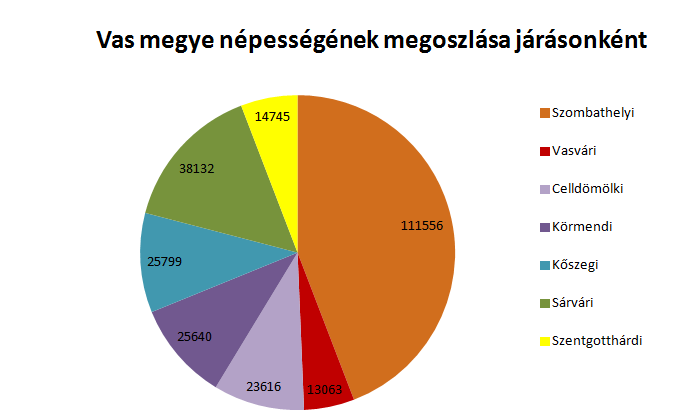 Vas megye népességének megoszlása járásonként
14745
38132
111556
25799
25640
23616
13063
Szombathelyi
Vasvári
Celldömölki
Körmendi
Kőszegi
Sárvári
Szentgotthárdi